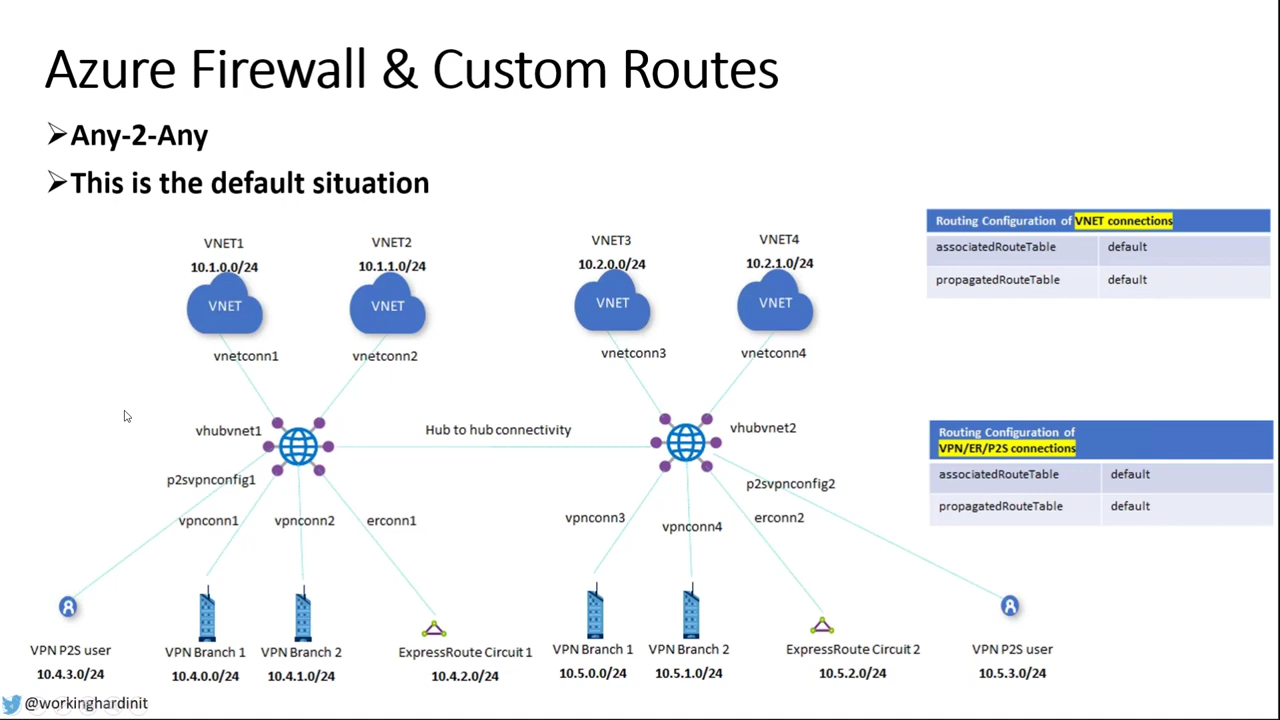 Azure Firewall & Custom Routes
Any-2-Any
This is the default situation
VNET1
10.1.0.0/24
VNET
vnetconn1
VNET2
10.1.1.0/24
VNET
vnetconn2
VNET3
10.2.0.0/24
VNET
vnetconn3
VNET4
10.2.1.0/24
VNET
vnetconn4
Routing Configuration of VNET connections
associatedRouteTable default
propagatedRouteTable default
vhubvnet1
Hub to hub connectivity
vhubvnet2
Routing Configuration of
VPN/ER/P2S connections
associatedRouteTable default
propagatedRouteTable default
p2svpnconfig1
vpnconn1
vpnconn2
erconn1
vpnconn3
vpnconn4
erconn2
p2svpnconfig2
VPN P2S user
10.4.3.0/24
VPN Branch 1
10.4.0.0/24
VPN Branch 2
10.4.1.0/24
ExpressRoute Circuit 1
10.4.2.0/24
VPN Branch 1
10.5.0.0/24
VPN Branch 2
10.5.1.0/24
ExpressRoute Circuit 2
10.5.2.0/24
VPN P2S user
10.5.3.0/24
@workinghardinit